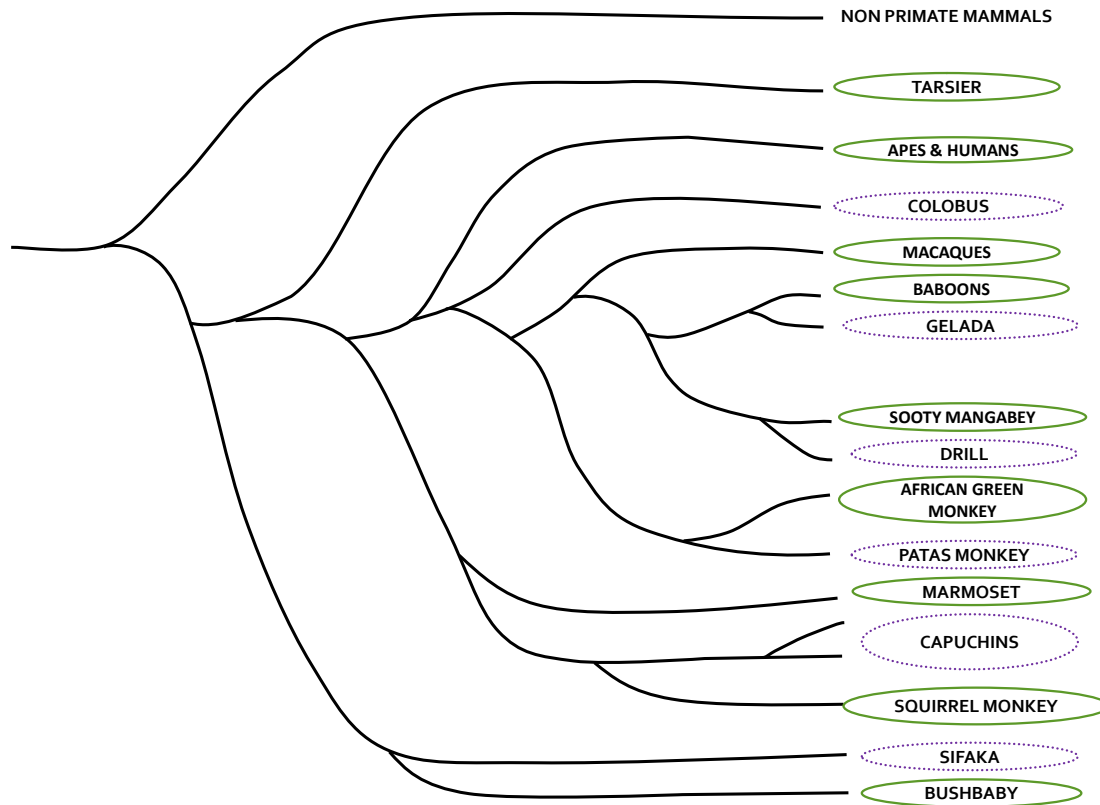 NON PRIMATE MAMMALS
TARSIER
APES & HUMANS
COLOBUS
MACAQUES
BABOONS
GELADA
SOOTY MANGABEY
DRILL
AFRICAN GREEN
MONKEY
PATAS MONKEY
MARMOSET
CAPUCHINS
SQUIRREL MONKEY
SIFAKA
BUSHBABY